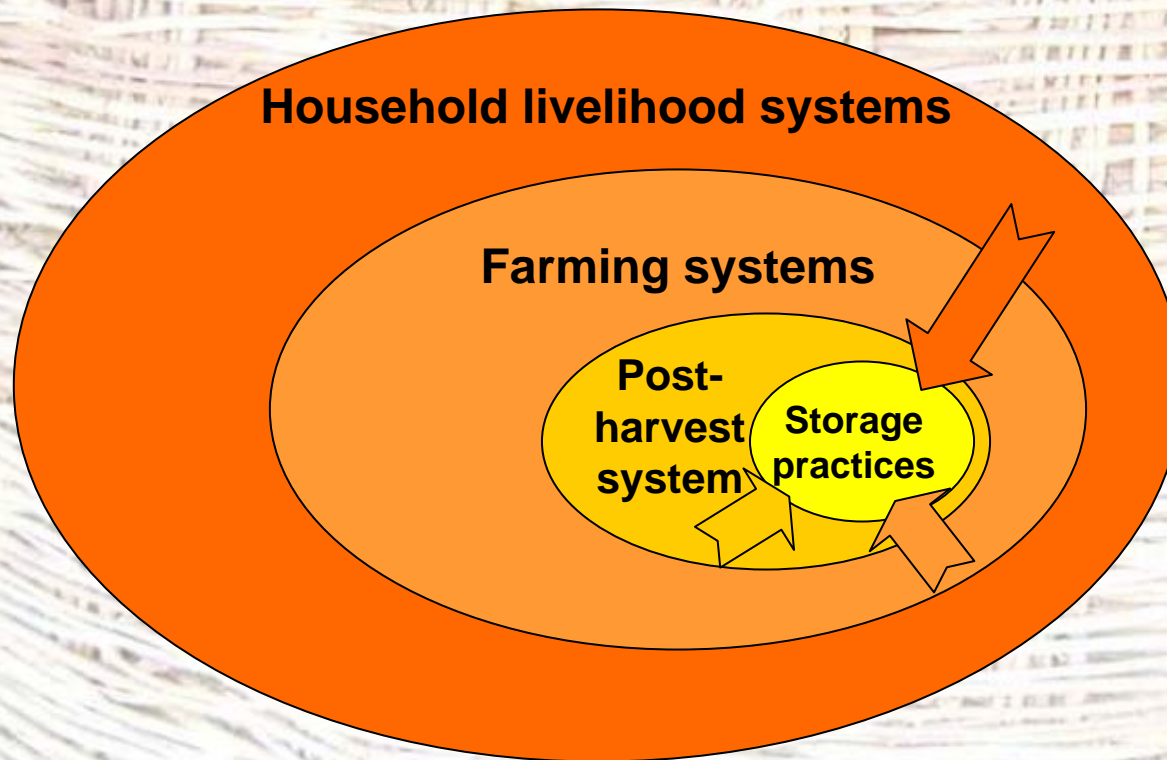 Household livelihood systems
Farming systems
Post-
harvest
system
Storage
practices